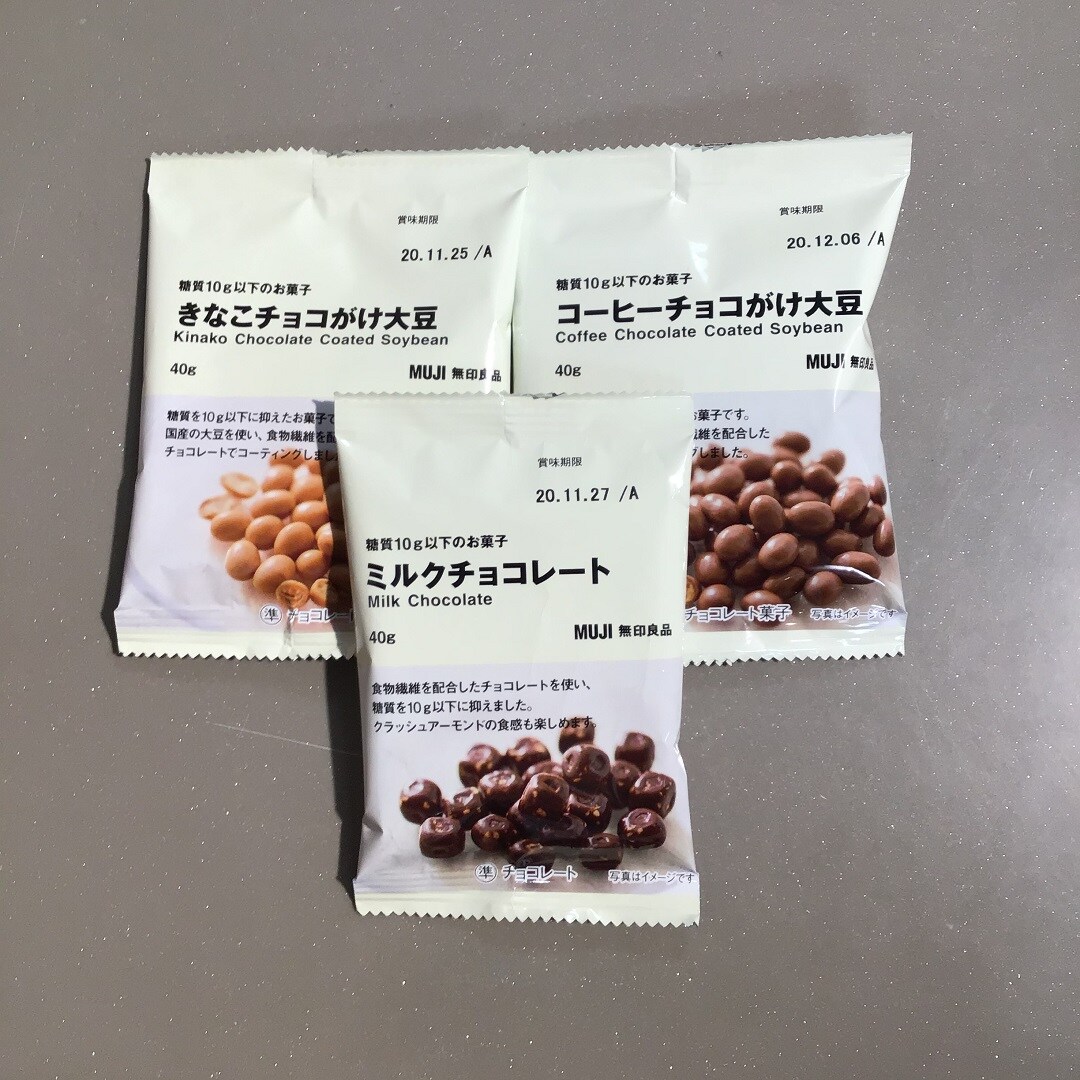 賞味期限
20.11.25 /A
糖質10g以下のお菓子
きなこチョコがけ大豆
Kinako Chocolate Coated Soybean
40g
MUJI 無印良品
糖質を10g以下に抑えたお菓子で
国産の大豆を使い、食物繊維を配
チョコレートでコーティングしまし
準 チョコレート
賞味期限
20.12.06 /A
糖質10g以下のお菓子
コーヒーチョコがけ大豆
Coffee Chocolate Coated Soybean
40g
MUJI 無印良品
お菓子です。
繊維を配合した
グしました。
チョコレート菓子
写真はイメージです
賞味期限
20.11.27 /A
糖質10g以下のお菓子
ミルクチョコレート
Milk Chocolate
40g
MUJI 無印良品
食物繊維を配合したチョコレートを使い、
糖質を10g以下に抑えました。
クラッシュアーモンドの食感も楽しめます。
準 チョコレート
写真はイメージです